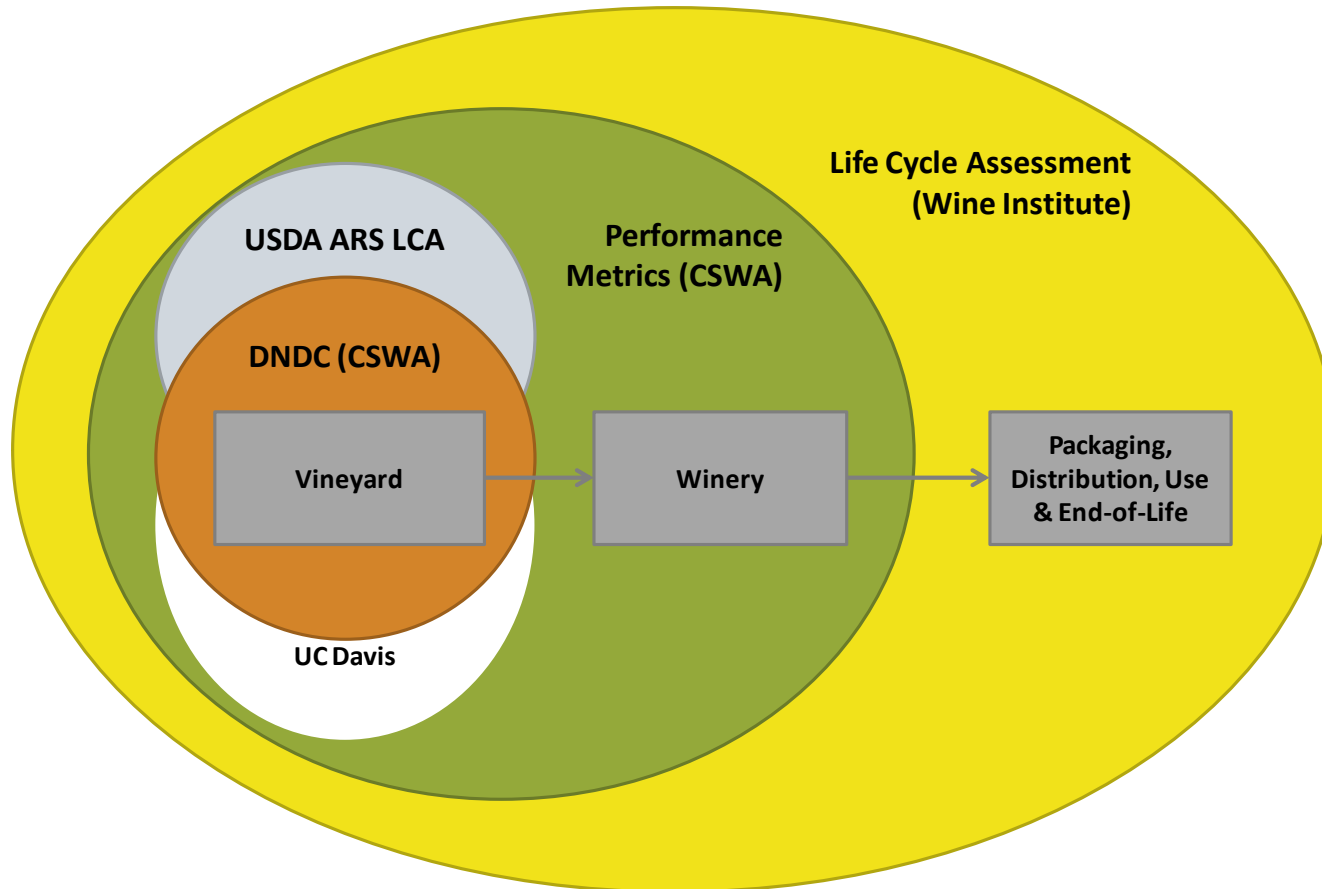 Life Cycle Assessment
(Wine Institute)
Performance
Metrics (CSWA)
USDA ARS LCA
DNDC (CSWA)
Vineyard
Winery
Packaging,
Distribution, Use
& End-of-Life
UC Davis